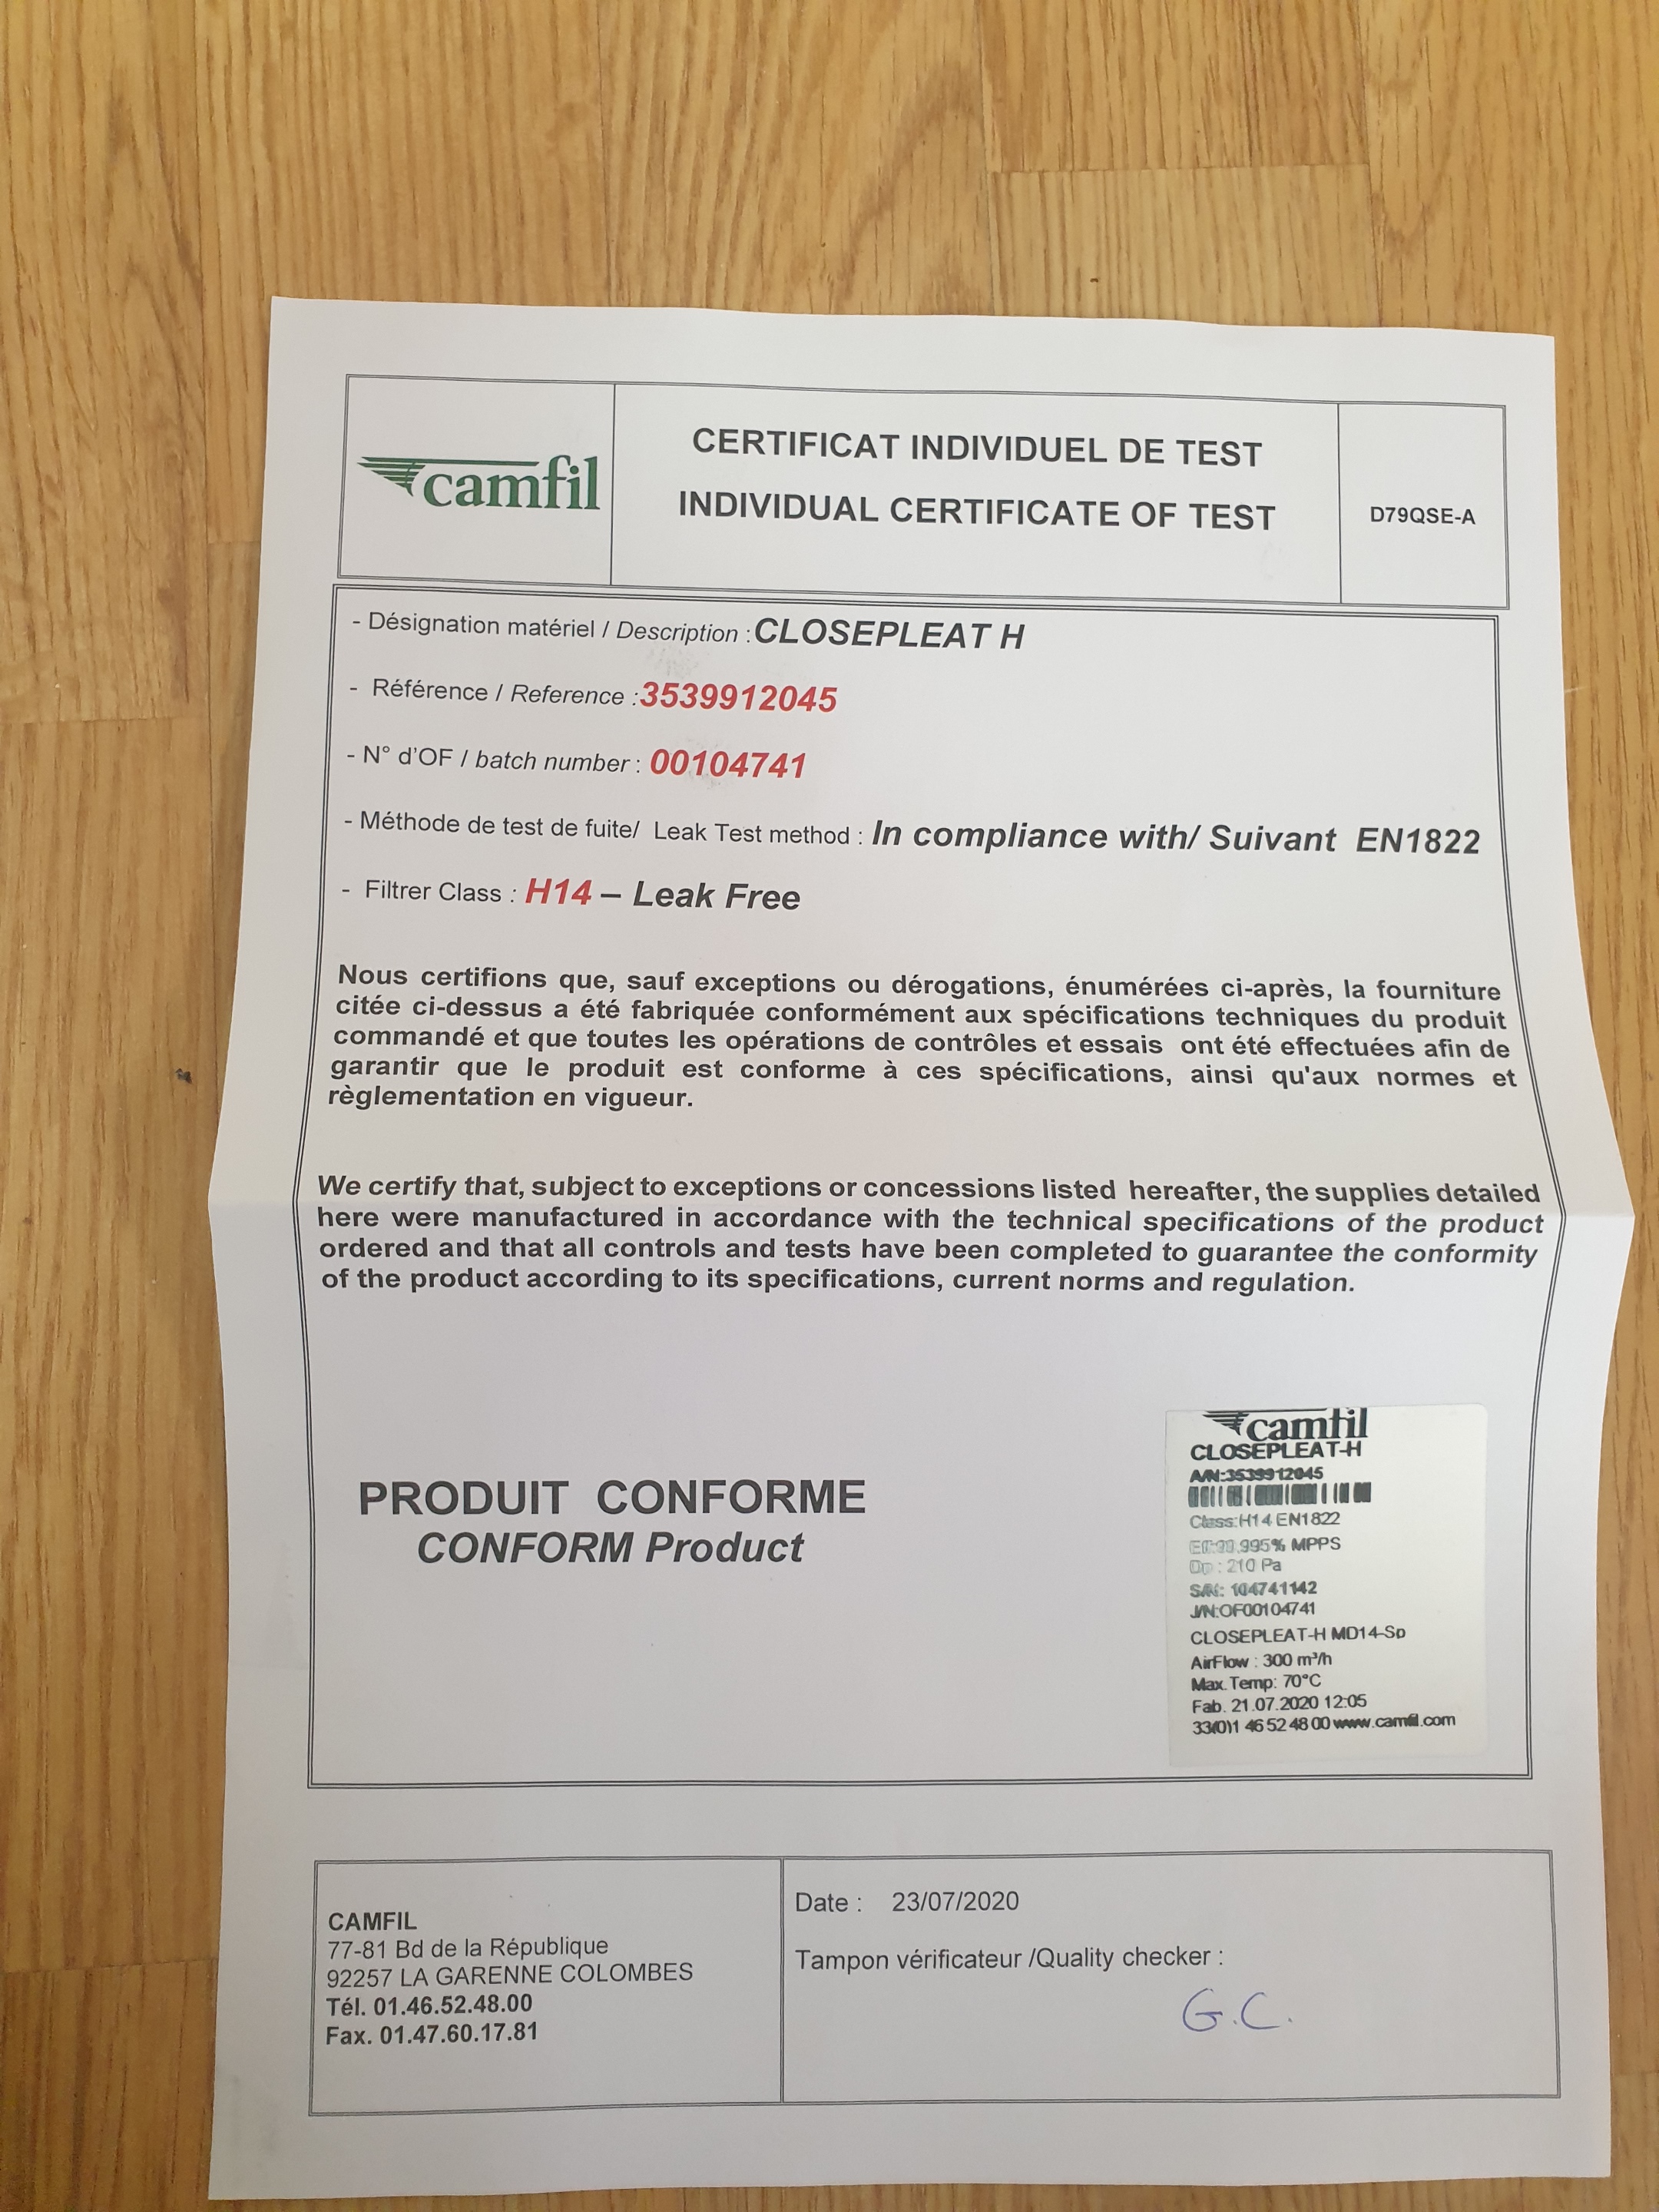 camfil
CERTIFICAT INDIVIDUEL DE TEST
INDIVIDUAL CERTIFICATE OF TEST
D79QSE-A
- Désignation matériel / Description : CLOSEPLEAT H
- Référence / Reference : 3539912045
- N° d'OF / batch number : 00104741
- Méthode de test de fuite/ Leak Test method : In compliance with/ Suivant EN1822
- Filtrer Class : H14 – Leak Free
Nous certifions que, sauf exceptions ou dérogations, énumérées ci-après, la fourniture
citée ci-dessus a été fabriquée conformément aux spécifications techniques du produit
commandé et que toutes les opérations de contrôles et essais ont été effectuées afin de
garantir que le produit est conforme à ces spécifications, ainsi qu'aux normes et
règlementation en vigueur.
We certify that, subject to exceptions or concessions listed hereafter, the supplies detailed
here were manufactured in accordance with the technical specifications of the product
ordered and that all controls and tests have been completed to guarantee the conformity
of the product according to its specifications, current norms and regulation.
PRODUIT CONFORME
CONFORM Product
camfil
CLOSEPLEAT-H
A/N:3539912045
Class:H14 EN1822
99.995% MPPS
Dp : 210 Pa
S/N: 104741142
J/N:OF00104741
CLOSEPLEAT-H MD14-Sp
AirFlow : 300 m³/h
Max.Temp: 70°C
Fab. 21.07.2020 12:05
33(0)1 46 52 48 00 www.camfil.com
CAMFIL
77-81 Bd de la République
92257 LA GARENNE COLOMBES
Tél. 01.46.52.48.00
Fax. 01.47.60.17.81
Date : 23/07/2020
Tampon vérificateur /Quality checker :
G.C.